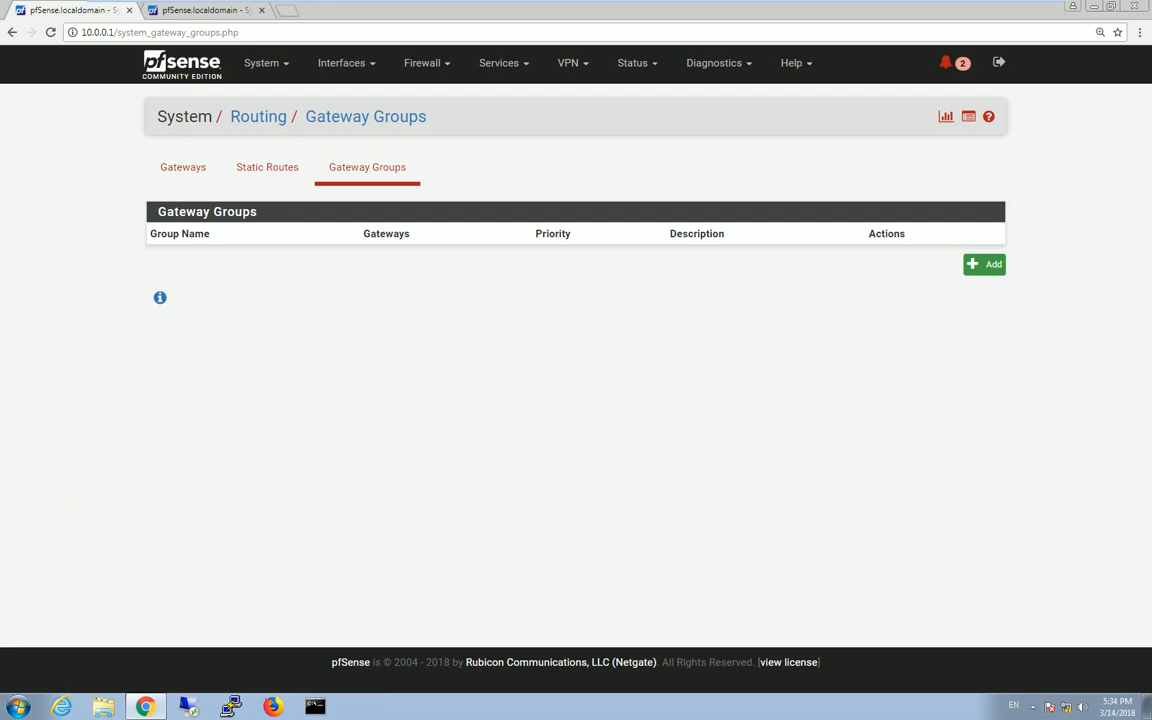 pfSense.localdomain - S
pfSense.localdomain - S
10.0.0.1/system_gateway_groups.php
pfsense
COMMUNITY EDITION
System
Interfaces
Firewall
Services
VPN
Status
Diagnostics
Help
2
System / Routing / Gateway Groups
Gateways
Static Routes
Gateway Groups
Gateway Groups
Group Name
Gateways
Priority
Description
Actions
Add
pfSense is © 2004 - 2018 by Rubicon Communications, LLC (Netgate). All Rights Reserved. [view license]
EN
5:34 PM
3/14/2018